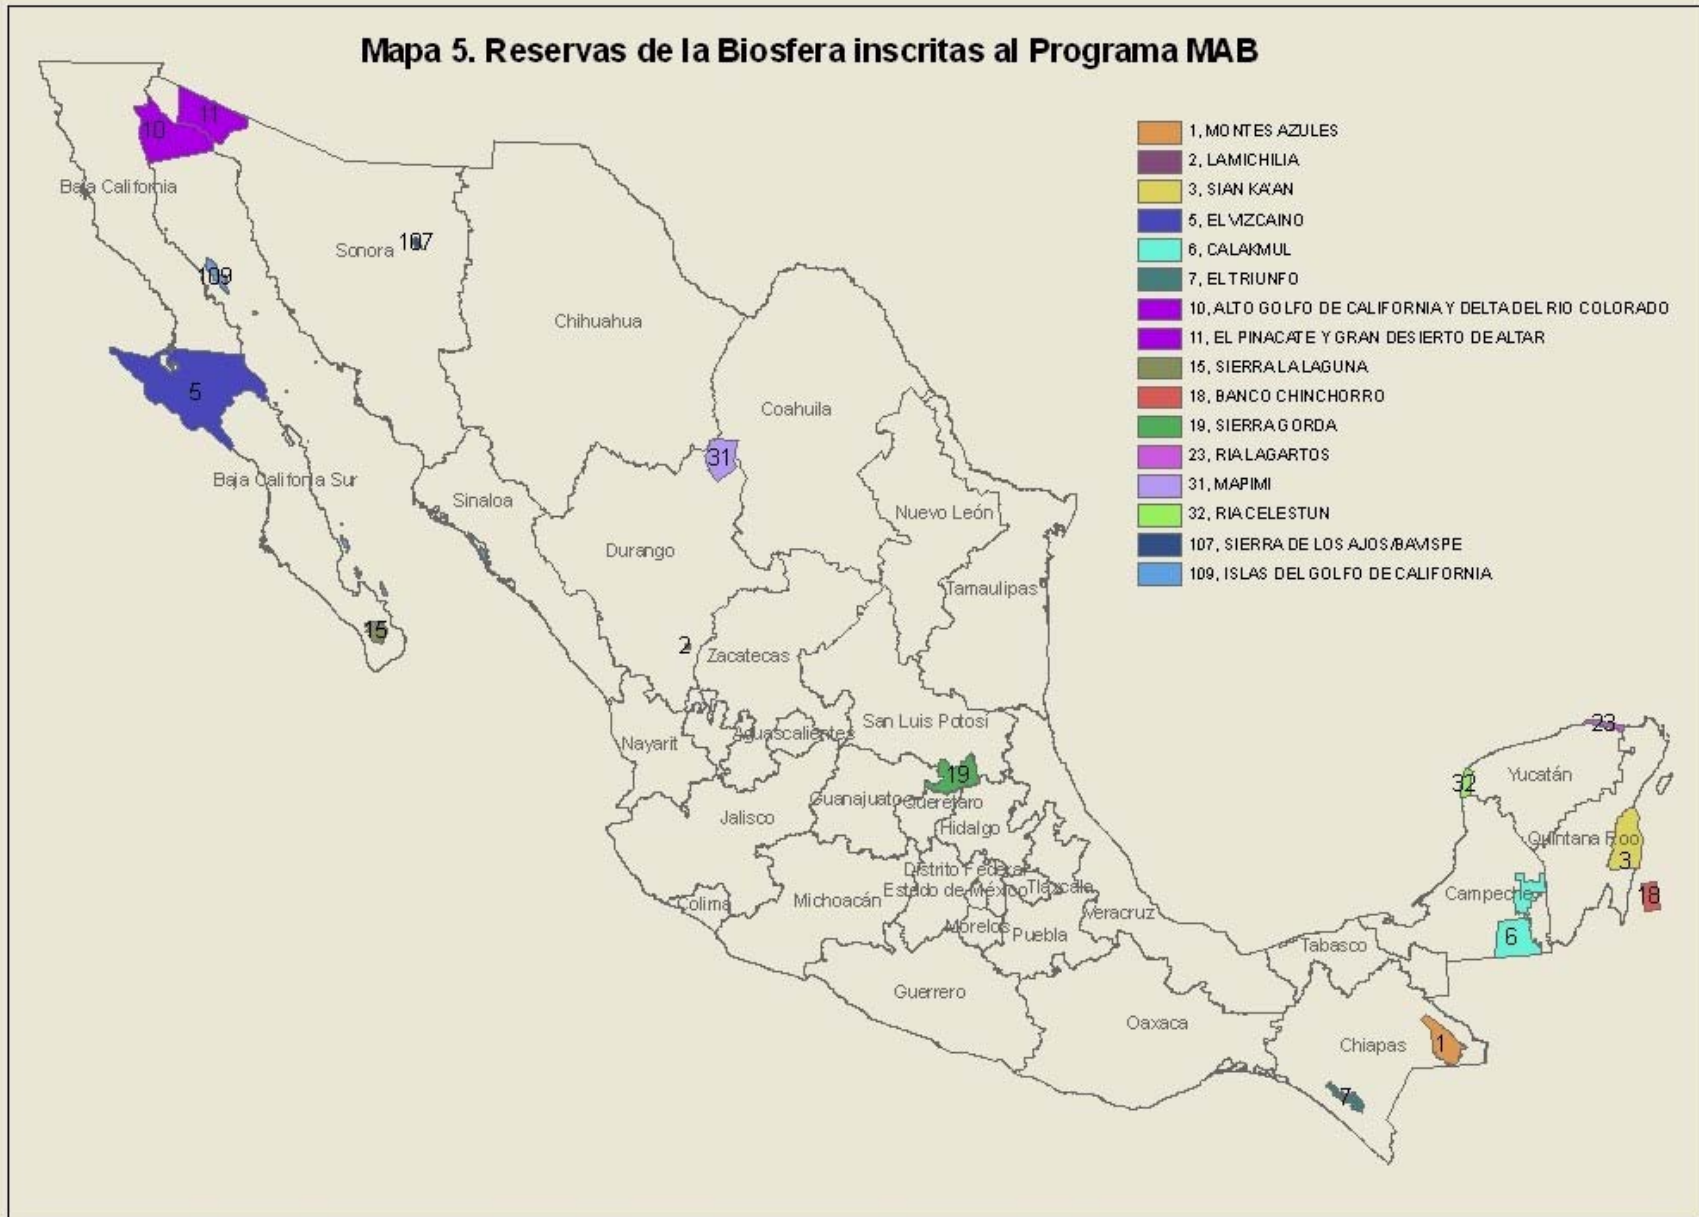 Mapa 5. Reservas de la Biosfera inscritas al Programa MAB
1, MONTES AZULES
2, LAMICHILIA
3, SIAN KA'AN
5, EL VIZCAINO
6, CALAKMUL
7, EL TRIUNFO
10, ALTO GOLFO DE CALIFORNIA Y DELTA DEL RIO COLORADO
11, EL PINACATE Y GRAN DESIERTO DE ALTAR
15, SIERRA LA LAGUNA
18, BANCO CHINCHORRO
19, SIERRA GORDA
23, RIA LAGARTOS
31, MAPIMI
32, RIA CELESTUN
107, SIERRA DE LOS AJOS/BAVISPE
109, ISLAS DEL GOLFO DE CALIFORNIA
11
10
Baja California
Sonora
107
109
Chihuahua
5
Coahuila
31
Baja California Sur
Sinaloa
Nuevo León
Durango
Tamaulipas
15
2
Zacatecas
San Luis Potosí
23
Aguascalientes
Nayarit
19
Yucatán
32
Guanajuato
Querétaro
Jalisco
Hidalgo
Quintana Roo
3
Distrito Federal
Estado de México
Tlaxcala
Campeche
18
Colima
Michoacán
Veracruz
Morelos
Puebla
6
Tabasco
Guerrero
Oaxaca
Chiapas
1
7